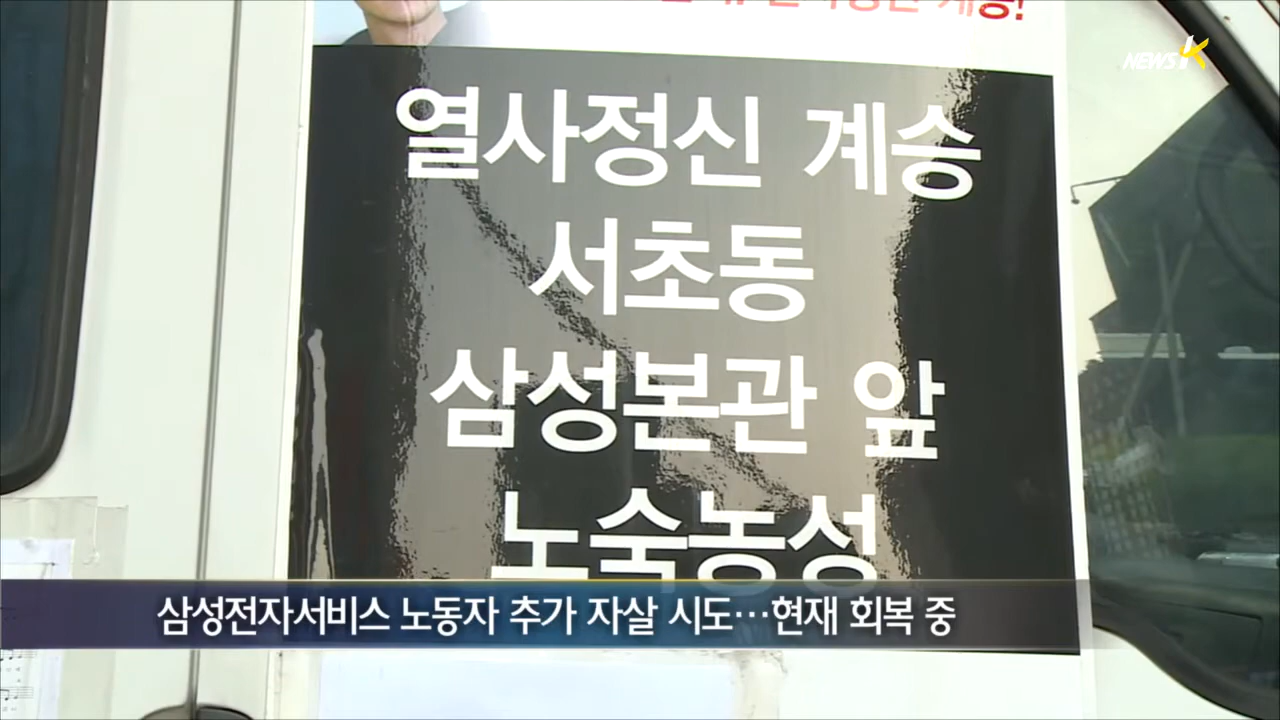 계승!
NEWS K
열사정신 계승
서초동
삼성본관 앞
노숙농성
삼성전자서비스 노동자 추가 자살 시도…현재 회복 중